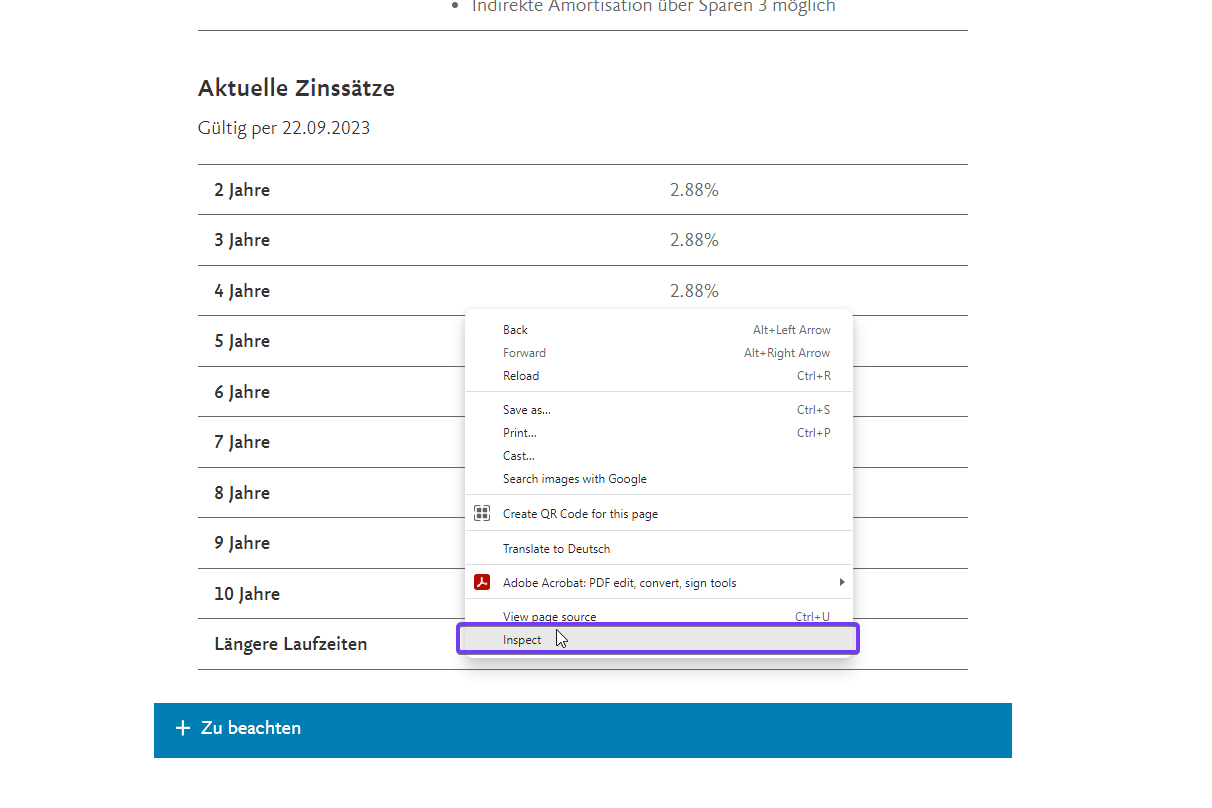 Indirekte Amortisation über Sparen 3 möglich
Aktuelle Zinssätze
Gültig per 22.09.2023
2 Jahre 2.88%
3 Jahre 2.88%
4 Jahre 2.88%
5 Jahre
6 Jahre
7 Jahre
8 Jahre
9 Jahre
10 Jahre
Längere Laufzeiten
Back Alt+Left Arrow
Forward Alt+Right Arrow
Reload Ctrl+R
Save as... Ctrl+S
Print... Ctrl+P
Cast...
Search images with Google
Create QR Code for this page
Translate to Deutsch
Adobe Acrobat: PDF edit, convert, sign tools
View page source Ctrl+U
Inspect
Zu beachten